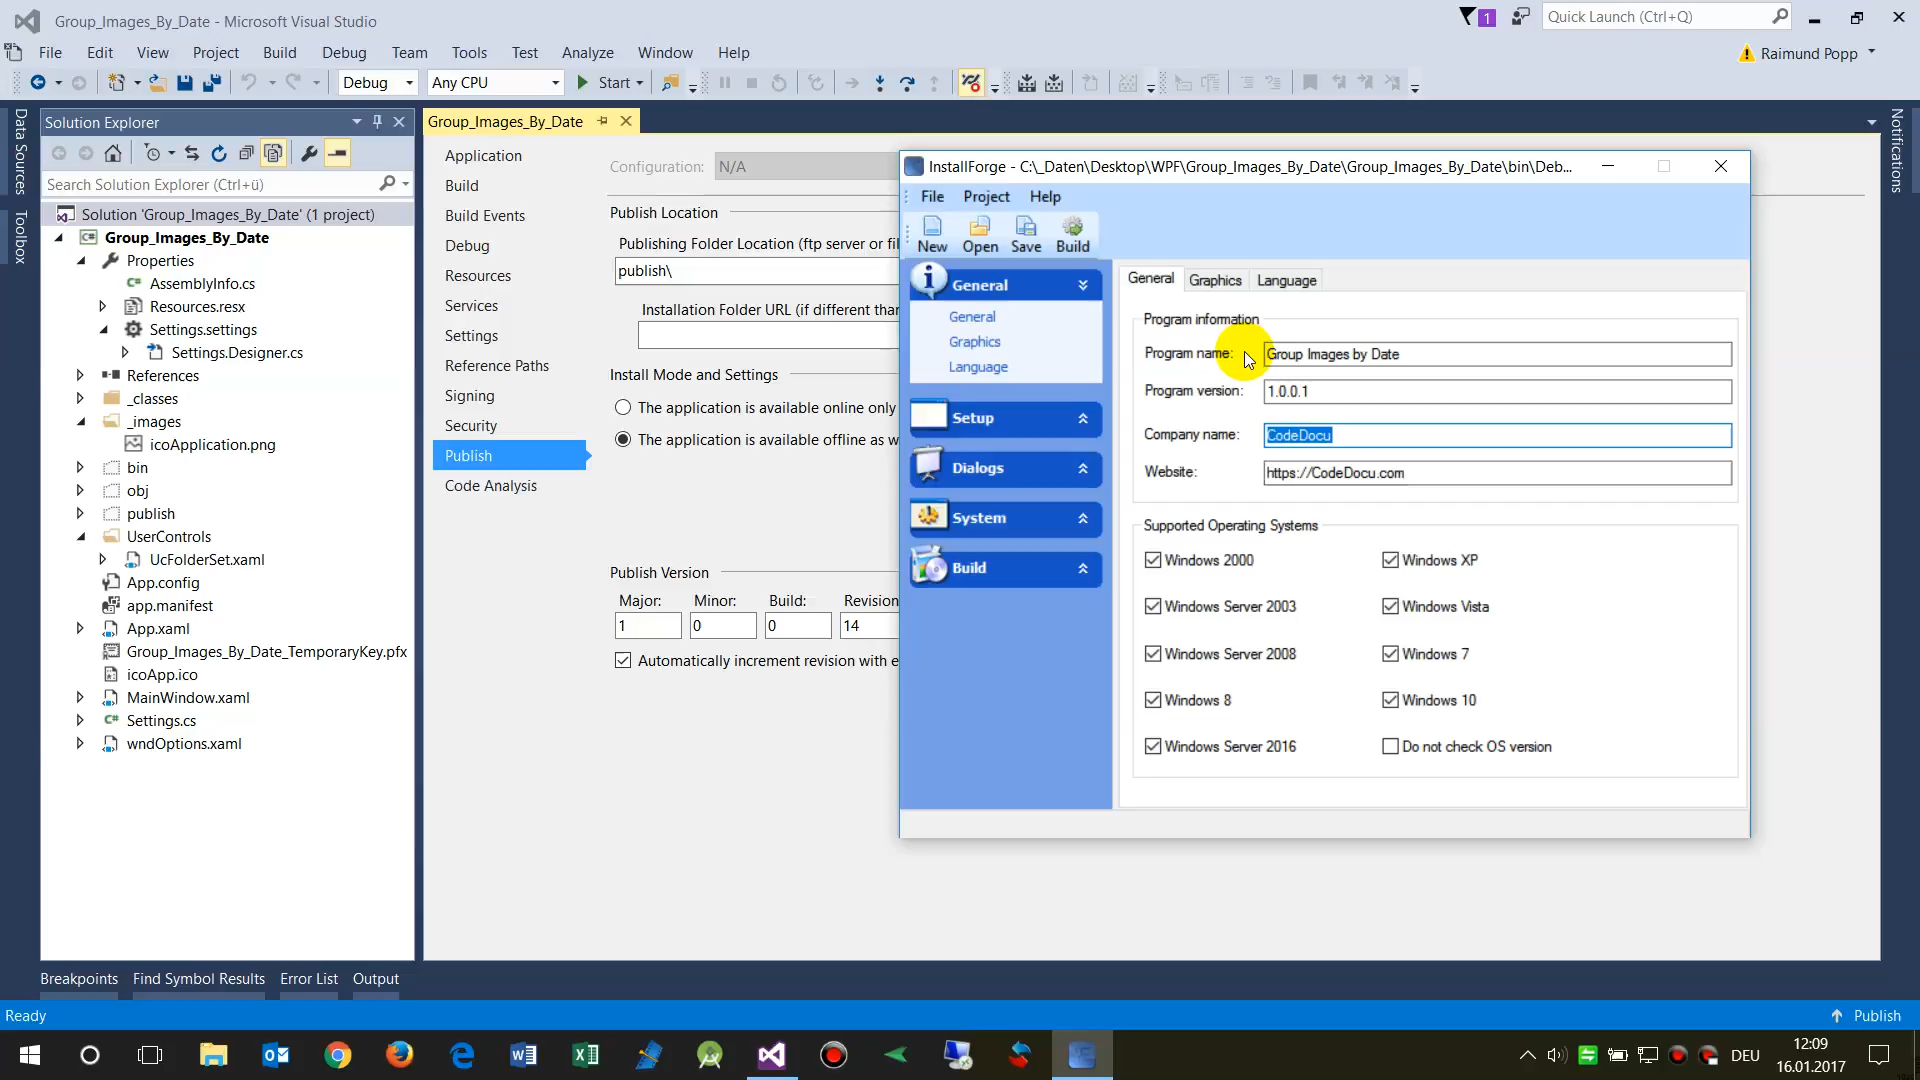 Group_Images_By_Date - Microsoft Visual Studio
1
Quick Launch (Ctrl+Q)
File Edit View Project Build Debug Team Tools Test Analyze Window Help
Raimund Popp
Debug Any CPU Start
Data Sources
Toolbox
Notifications
Solution Explorer
Search Solution Explorer (Ctrl+ü)
Solution 'Group_Images_By_Date' (1 project)
Group_Images_By_Date
Properties
AssemblyInfo.cs
Resources.resx
Settings.settings
Settings.Designer.cs
References
_classes
_images
icoApplication.png
bin
obj
publish
UserControls
UcFolderSet.xaml
App.config
app.manifest
App.xaml
Group_Images_By_Date_TemporaryKey.pfx
icoApp.ico
MainWindow.xaml
Settings.cs
wndOptions.xaml
Group_Images_By_Date
Application
Build
Build Events
Debug
Resources
Services
Settings
Reference Paths
Signing
Security
Publish
Code Analysis
Configuration: N/A
Publish Location
Publishing Folder Location (ftp server or fil
publish\
Installation Folder URL (if different than
Install Mode and Settings
The application is available online only
The application is available offline as w
Publish Version
Major: Minor: Build: Revision
1 0 0 14
Automatically increment revision with e
InstallForge - C:\_Daten\Desktop\WPF\Group_Images_By_Date\Group_Images_By_Date\bin\Deb...
File Project Help
New Open Save Build
General
General
Graphics
Language
Setup
Dialogs
System
Build
General Graphics Language
Program information
Program name: Group Images by Date
Program version: 1.0.0.1
Company name: CodeDocu
Website: https://CodeDocu.com
Supported Operating Systems
Windows 2000 Windows XP
Windows Server 2003 Windows Vista
Windows Server 2008 Windows 7
Windows 8 Windows 10
Windows Server 2016 Do not check OS version
Breakpoints Find Symbol Results Error List Output
Ready
Publish
DEU
12:09
16.01.2017